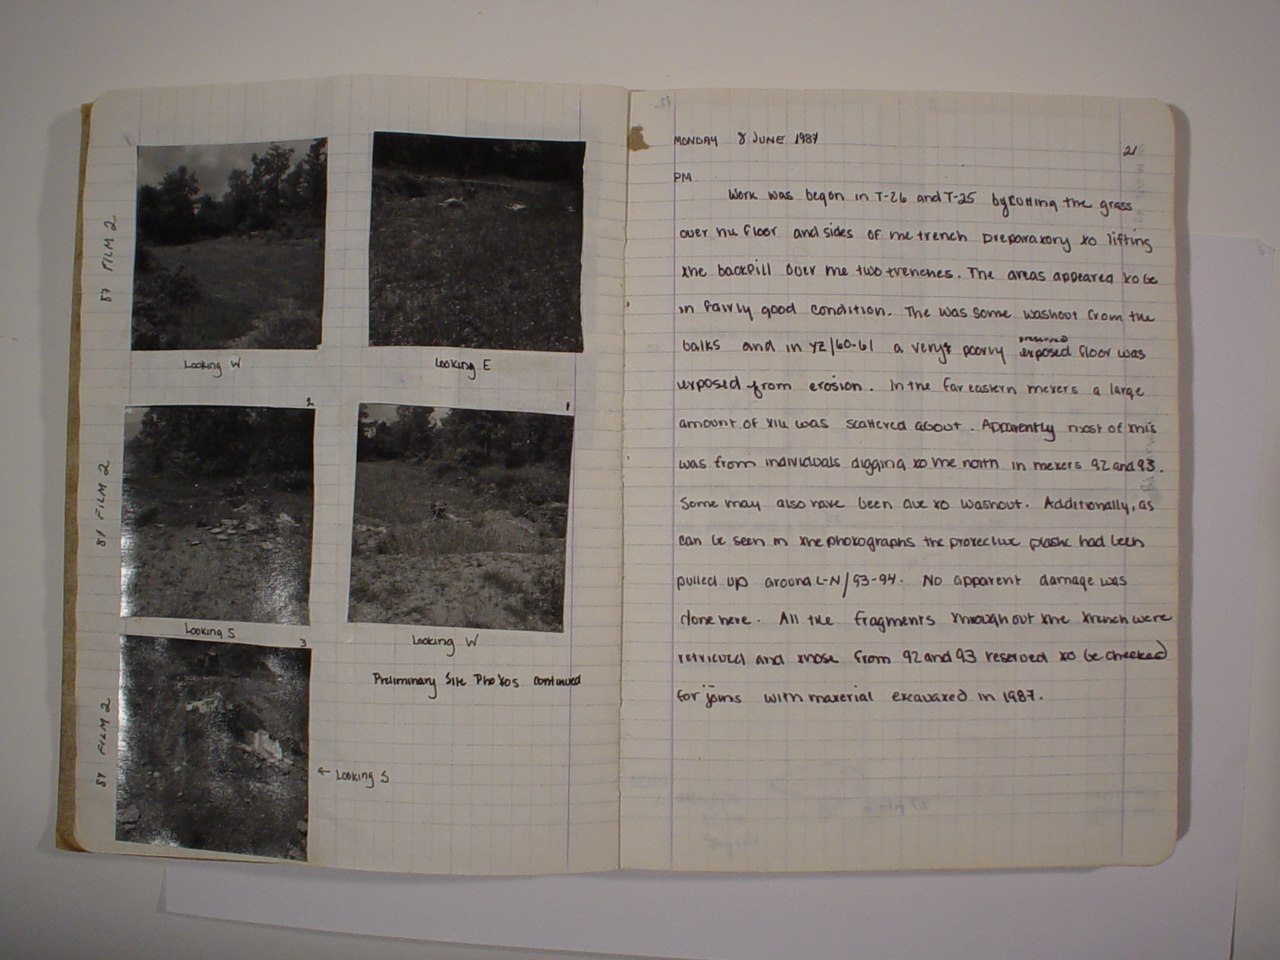 87 FILM 2
Looking W
Looking E
2
1
87 FILM 2
Looking S
3
Looking W
Preliminary Site Photos continued
87 FILM 2
← Looking S
MONDAY 8 JUNE 1987
21
PM
Work was begon in T-26 and T-25 by cutting the grass
over the floor and sides of the trench preparatory to lifting
the backfill over the two trenches. The areas appeared to be
in fairly good condition. The was some washout from the
balks and in YZ/60-61 a very poorly preserved exposed floor was
exposed from erosion. In the far eastern meters a large
amount of tile was scattered about. Apparently most of this
was from individuals digging to the north in meters 92 and 93.
Some may also have been due to washout. Additionally, as
can be seen in the photographs the protective plastic had been
pulled up around L-N/93-94. No apparent damage was
done here. All tile fragments throughout the trench were
retrieved and those from 92 and 93 reserved to be checked
for joins with material excavated in 1987.